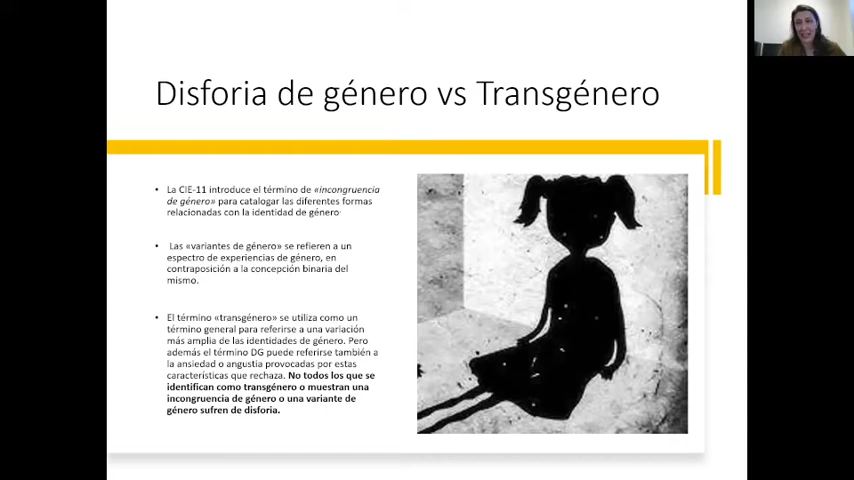 Disforia de género vs Transgénero
• La CIE-11 introduce el término de «incongruencia
de género» para catalogar las diferentes formas
relacionadas con la identidad de género
• Las «variantes de género» se refieren a un
espectro de experiencias de género, en
contraposición a la concepción binaria del
mismo.
• El término «transgénero» se utiliza como un
término general para referirse a una variación
más amplia de las identidades de género. Pero
además el término DG puede referirse también a
la ansiedad o angustia provocadas por estas
características que rechaza. No todos los que se
identifican como transgénero o muestran una
incongruencia de género o una variante de
género sufren de disforia.